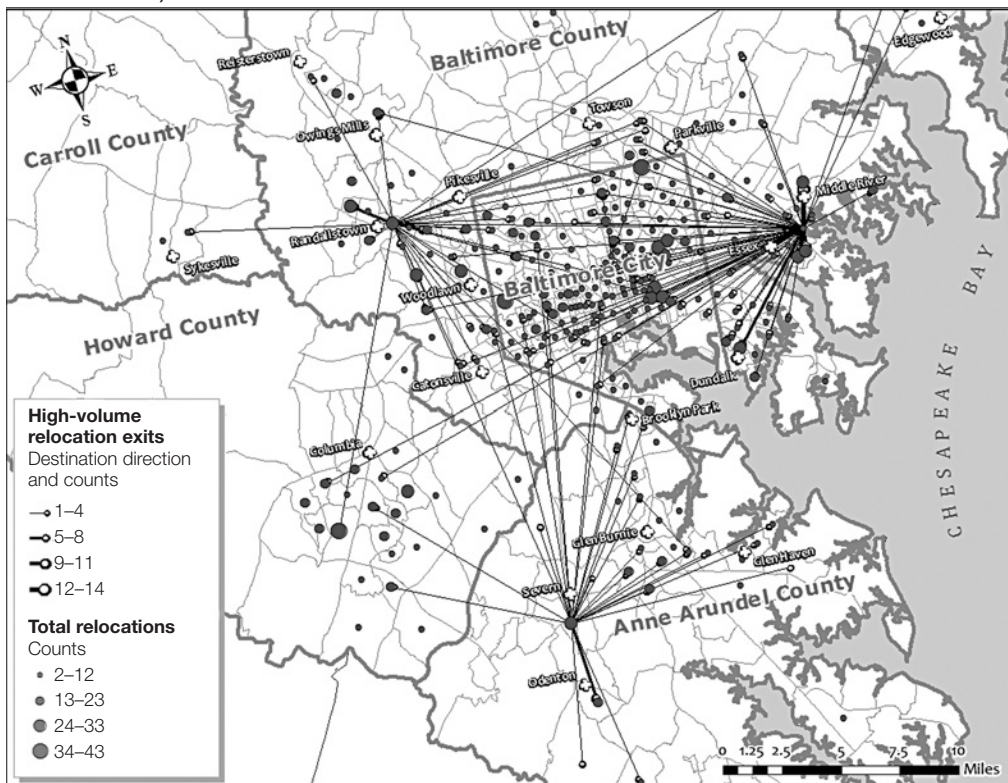 Baltimore County
Edgewood
Reisterstown
N
W
E
S
Towson
Owings Mills
Parkville
Carroll County
Pikesville
Middle River
Randallstown
Essex
Sykesville
Woodlawn
Baltimore City
Howard County
CHESAPEAKE BAY
Catonsville
Dundalk
Brooklyn Park
High-volume
relocation exits
Destination direction
and counts
1–4
5–8
9–11
12–14
Total relocations
Counts
2–12
13–23
24–33
34–43
Columbia
Glen Burnie
Glen Haven
Severn
Anne Arundel County
Odenton
0 1.25 2.5 5 7.5 10
Miles